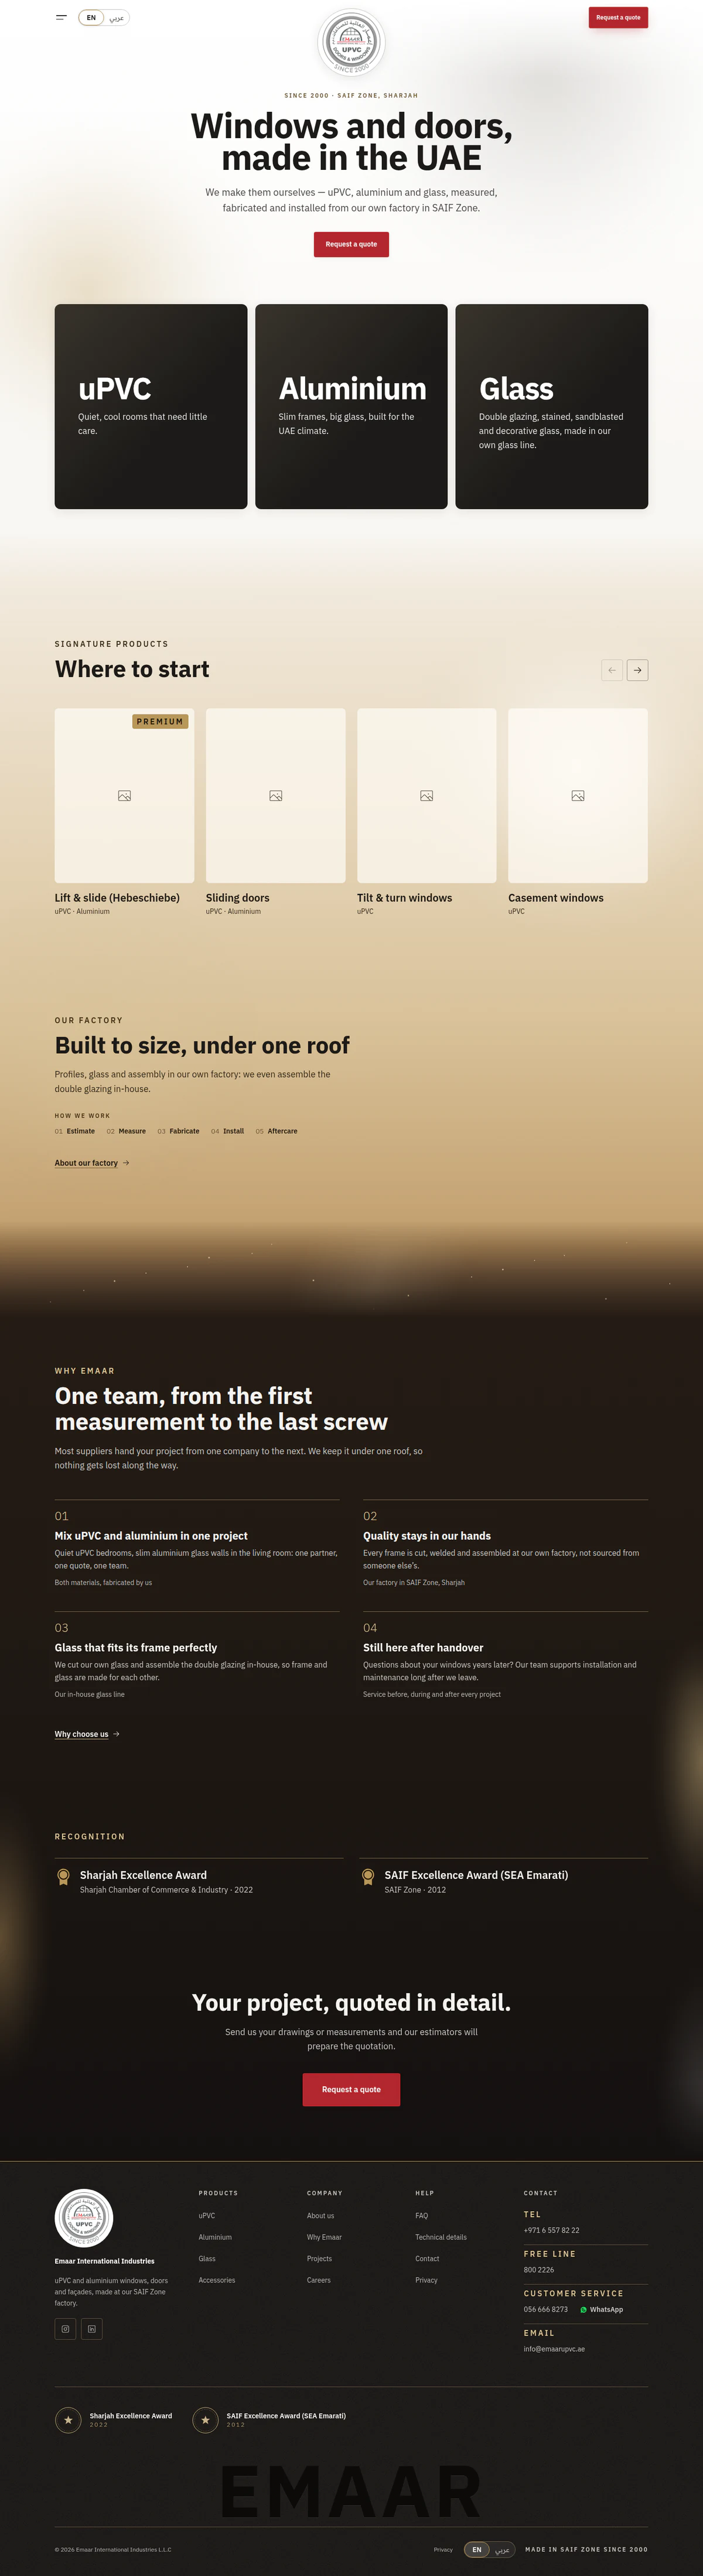 EN
عربي
Request a quote
EMAAR
UPVC
DOORS & WINDOWS
SINCE 2000
SINCE 2000 · SAIF ZONE, SHARJAH
Windows and doors,
made in the UAE
We make them ourselves — uPVC, aluminium and glass, measured,
fabricated and installed from our own factory in SAIF Zone.
Request a quote
uPVC
Quiet, cool rooms that need little
care.
Aluminium
Slim frames, big glass, built for the
UAE climate.
Glass
Double glazing, stained, sandblasted
and decorative glass, made in our
own glass line.
SIGNATURE PRODUCTS
Where to start
PREMIUM
Lift & slide (Hebeschiebe)
uPVC · Aluminium
Sliding doors
uPVC · Aluminium
Tilt & turn windows
uPVC
Casement windows
uPVC
OUR FACTORY
Built to size, under one roof
Profiles, glass and assembly in our own factory: we even assemble the
double glazing in-house.
HOW WE WORK
01 Estimate 02 Measure 03 Fabricate 04 Install 05 Aftercare
About our factory →
WHY EMAAR
One team, from the first
measurement to the last screw
Most suppliers hand your project from one company to the next. We keep it under one roof, so
nothing gets lost along the way.
01
Mix uPVC and aluminium in one project
Quiet uPVC bedrooms, slim aluminium glass walls in the living room: one partner,
one quote, one team.
Both materials, fabricated by us
02
Quality stays in our hands
Every frame is cut, welded and assembled at our own factory, not sourced from
someone else's.
Our factory in SAIF Zone, Sharjah
03
Glass that fits its frame perfectly
We cut our own glass and assemble the double glazing in-house, so frame and
glass are made for each other.
Our in-house glass line
04
Still here after handover
Questions about your windows years later? Our team supports installation and
maintenance long after we leave.
Service before, during and after every project
Why choose us →
RECOGNITION
Sharjah Excellence Award
Sharjah Chamber of Commerce & Industry · 2022
SAIF Excellence Award (SEA Emarati)
SAIF Zone · 2012
Your project, quoted in detail.
Send us your drawings or measurements and our estimators will
prepare the quotation.
Request a quote
EMAAR
UPVC
DOORS & WINDOWS
SINCE 2000
Emaar International Industries
uPVC and aluminium windows, doors
and façades, made at our SAIF Zone
factory.
PRODUCTS
uPVC
Aluminium
Glass
Accessories
COMPANY
About us
Why Emaar
Projects
Careers
HELP
FAQ
Technical details
Contact
Privacy
CONTACT
TEL
+971 6 557 82 22
FREE LINE
800 2226
CUSTOMER SERVICE
056 666 8273 WhatsApp
EMAIL
info@emaarupvc.ae
Sharjah Excellence Award
2022
SAIF Excellence Award (SEA Emarati)
2012
EMAAR
© 2026 Emaar International Industries L.L.C
Privacy
EN
عربي
MADE IN SAIF ZONE SINCE 2000